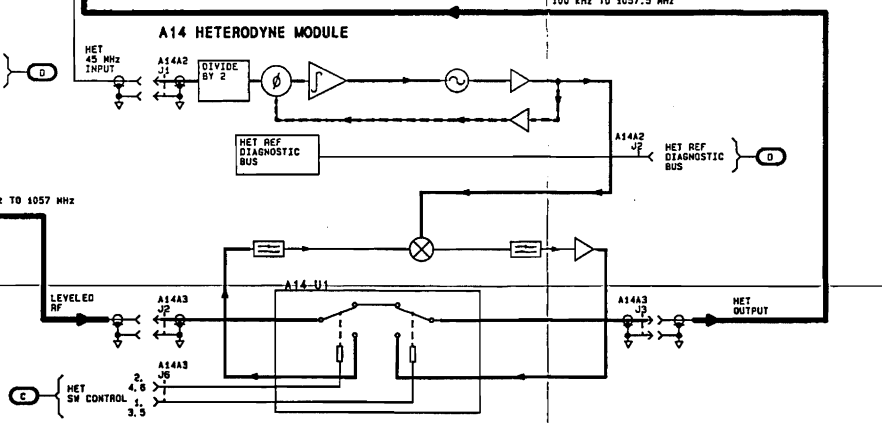 100 kHz TO 1057.5 MHz
A14 HETERODYNE MODULE
HET
45 MHz
INPUT
A14A2
J1
DIVIDE
BY 2
D
ø
∫
HET REF
DIAGNOSTIC
BUS
A14A2
J2
HET REF
DIAGNOSTIC
BUS
D
z TO 1057 MHz
A14 U1
LEVELED
RF
A14A3
J2
A14A3
J3
HET
OUTPUT
A14A3
J6
C
HET
SW CONTROL
2.
4.6
1.
3.5